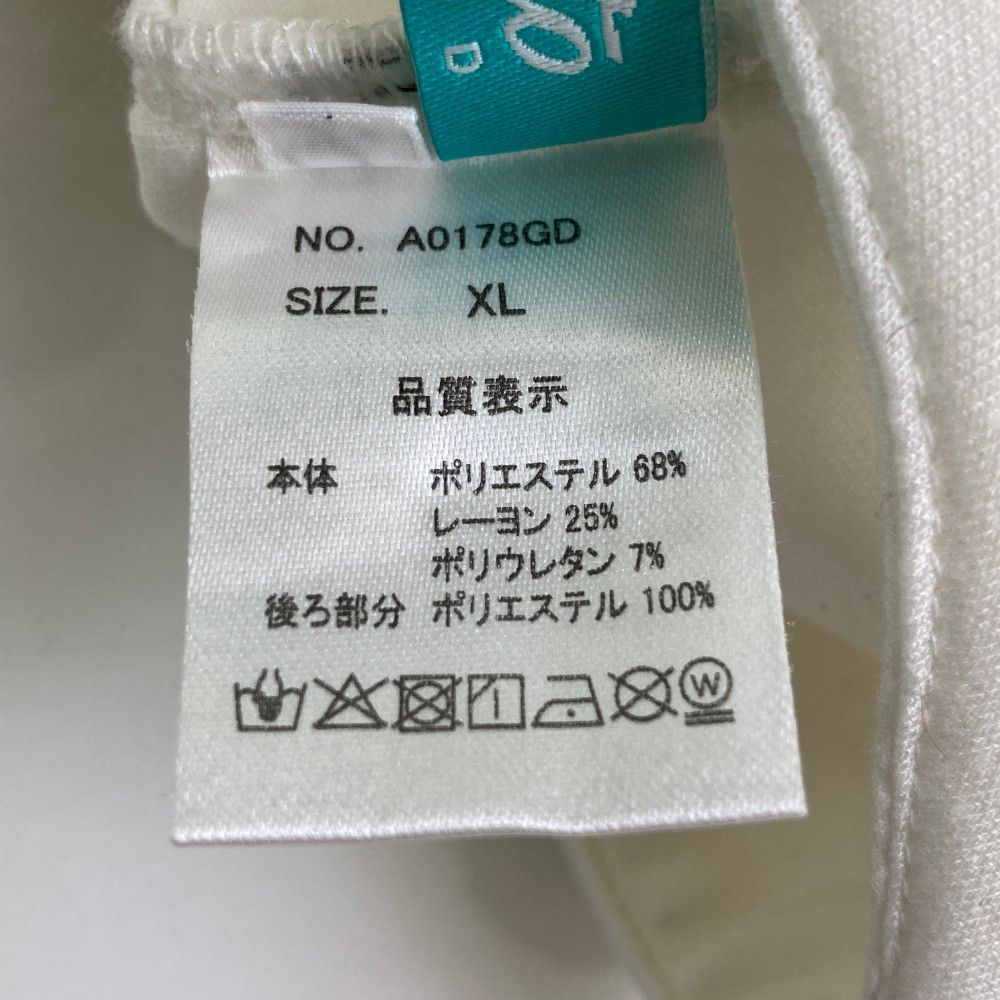 NO. A0178GD
SIZE. XL
品質表示
本体 ポリエステル 68%
レーヨン 25%
ポリウレタン 7%
後ろ部分 ポリエステル 100%
W